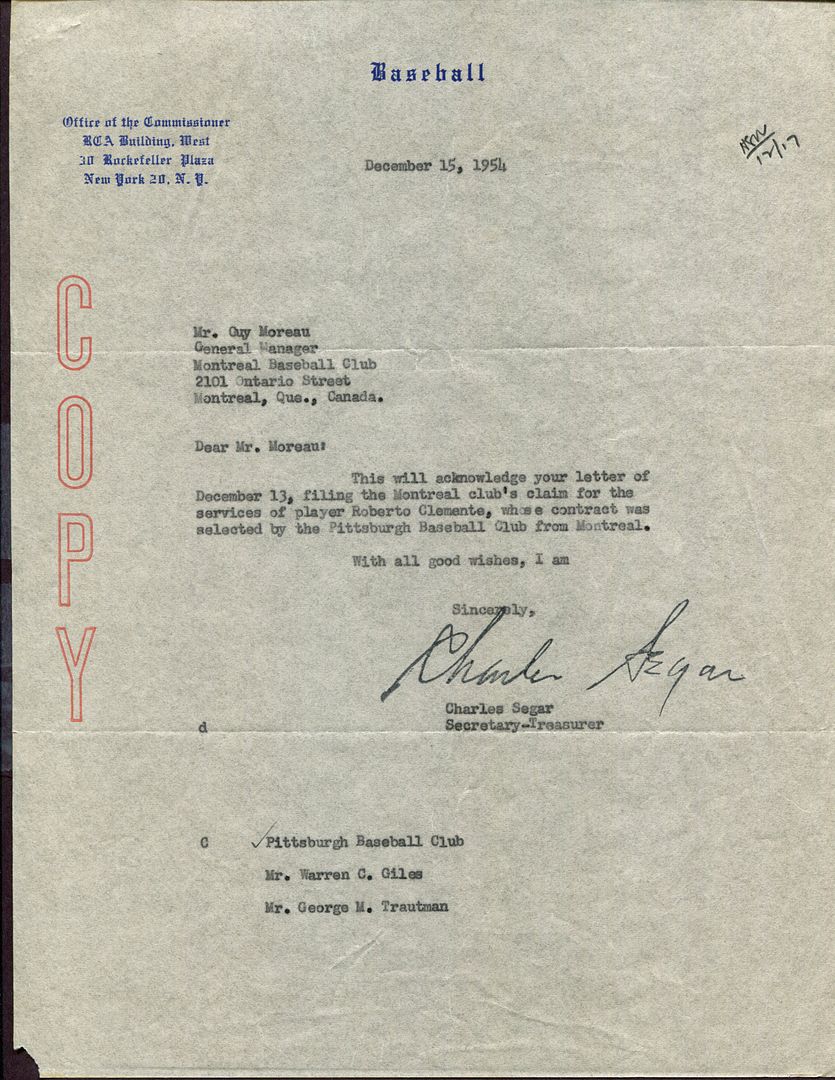 Baseball
Office of the Commissioner
RCA Building, West
30 Rockefeller Plaza
New York 20, N. Y.
December 15, 1954
12/17
COPY
Mr. Guy Moreau
General Manager
Montreal Baseball Club
2101 Ontario Street
Montreal, Que., Canada.
Dear Mr. Moreau:
This will acknowledge your letter of
December 13, filing the Montreal club's claim for the
services of player Roberto Clemente, whose contract was
selected by the Pittsburgh Baseball Club from Montreal.
With all good wishes, I am
Sincerely,
Charles Segar
Charles Segar
Secretary-Treasurer
d
C ✓Pittsburgh Baseball Club
Mr. Warren C. Giles
Mr. George M. Trautman